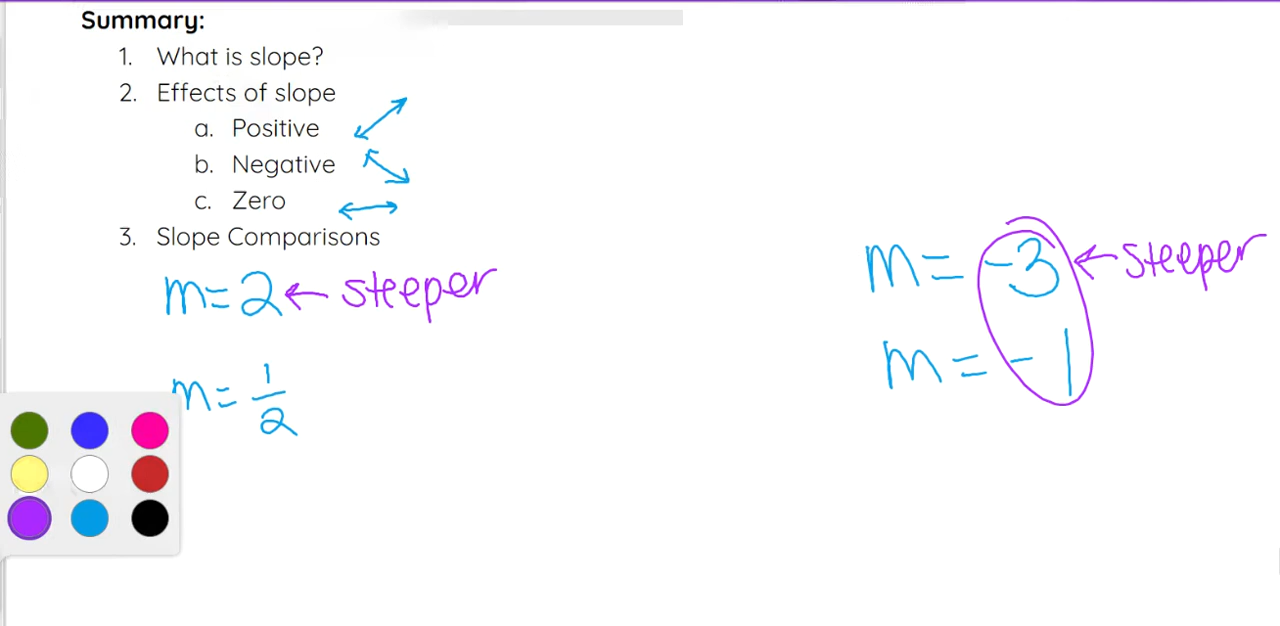 Summary:
1. What is slope?
2. Effects of slope
a. Positive
b. Negative
c. Zero
3. Slope Comparisons
m=2 ← steeper
m=1/2
m=-3 ← steeper
m=-1